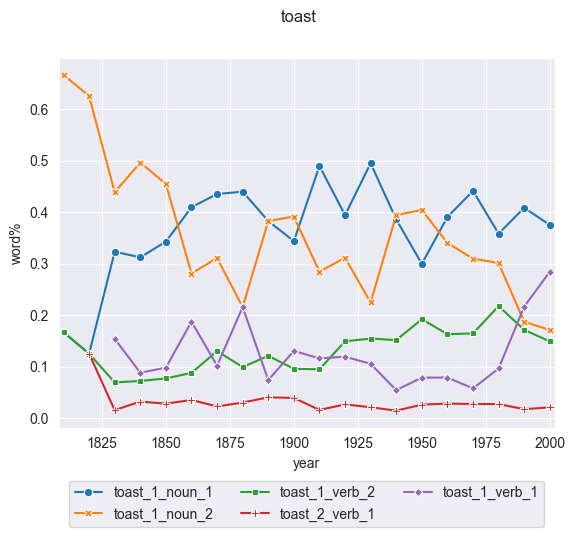 toast
0.6
0.5
0.4
0.3
0.2
0.1
0.0
word%
1825 1850 1875 1900 1925 1950 1975 2000
year
toast_1_noun_1 toast_1_verb_2 toast_1_verb_1
toast_1_noun_2 toast_2_verb_1